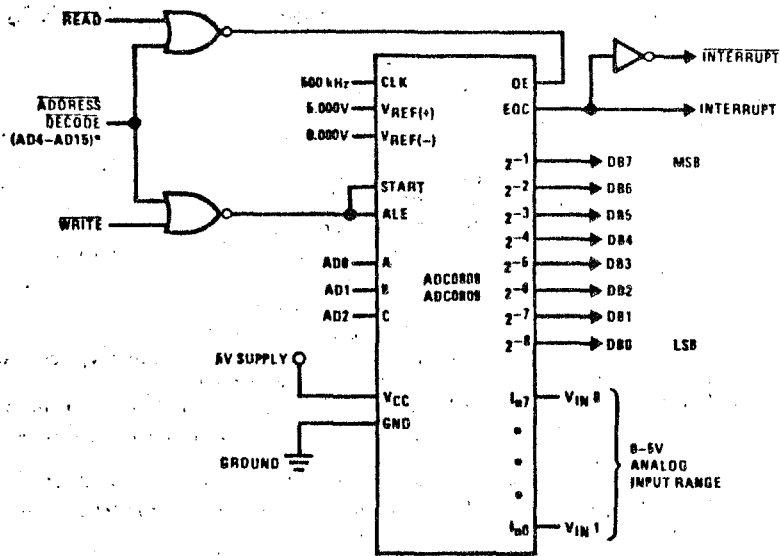 READ
ADDRESS
DECODE
(AD4-AD15)*
WRITE
500 kHz
5.000V
0.000V
AD0
AD1
AD2
5V SUPPLY
GROUND
CLK
VREF(+)
VREF(-)
START
ALE
A
B
C
VCC
GND
ADC0808
ADC0809
OE
EOC
2-1
2-2
2-3
2-4
2-5
2-6
2-7
2-8
In7
In0
INTERRUPT
INTERRUPT
DB7 MSB
DB6
DB5
DB4
DB3
DB2
DB1
DB0 LSB
VIN 8
0-5V
ANALOG
INPUT RANGE
VIN 1